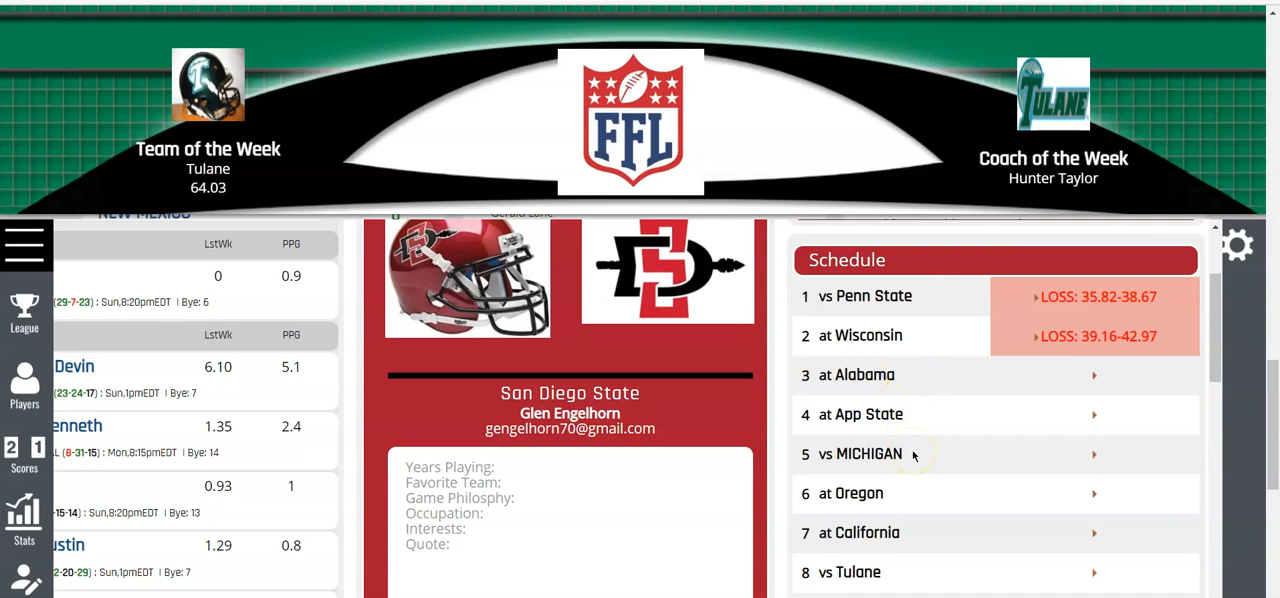 Team of the Week
Tulane
64.03
FFL
TULANE
Coach of the Week
Hunter Taylor
NEW MEXICO
LstWk PPG
0 0.9
(29-7-23) : Sun,8:20pmEDT | Bye: 6
LstWk PPG
Devin 6.10 5.1
(23-24-17) : Sun,1pmEDT | Bye: 7
enneth 1.35 2.4
L (8-31-15) : Mon,8:15pmEDT | Bye: 14
0.93 1
-15-14) : Sun,8:20pmEDT | Bye: 13
ustin 1.29 0.8
2-20-29) : Sun,1pmEDT | Bye: 7
League
Players
2 1
Scores
Stats
Gerald Lane
SD
San Diego State
Glen Engelhorn
gengelhorn70@gmail.com
Years Playing:
Favorite Team:
Game Philosphy:
Occupation:
Interests:
Quote:
Schedule
1 vs Penn State LOSS: 35.82-38.67
2 at Wisconsin LOSS: 39.16-42.97
3 at Alabama
4 at App State
5 vs MICHIGAN
6 at Oregon
7 at California
8 vs Tulane